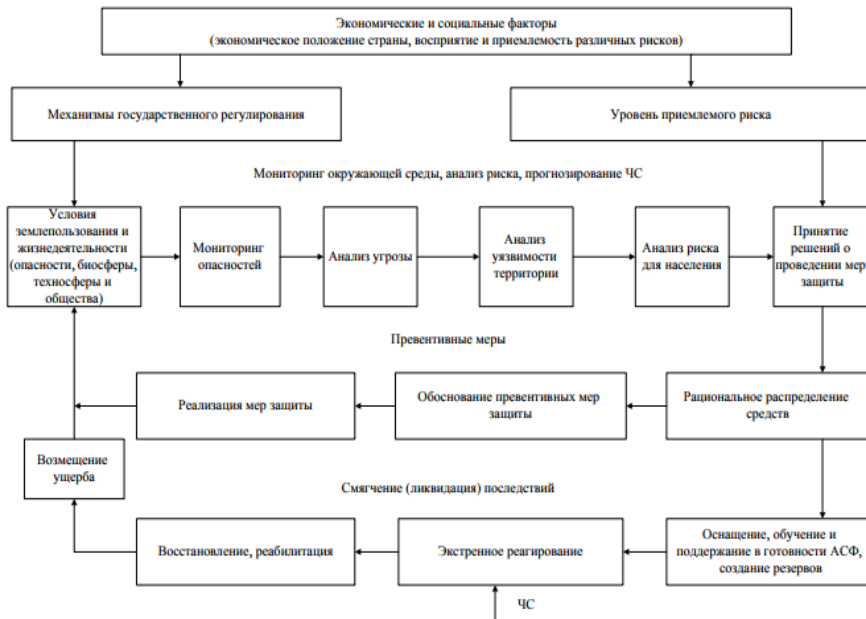 Экономические и социальные факторы
(экономическое положение страны, восприятие и приемлемость различных рисков)
Механизмы государственного регулирования
Уровень приемлемого риска
Мониторинг окружающей среды, анализ риска, прогнозирование ЧС
Условия
землепользования и
жизнедеятельности
(опасности, биосферы,
техносферы и
общества)
Мониторинг
опасностей
Анализ угрозы
Анализ
уязвимости
территории
Анализ риска
для населения
Принятие
решений о
проведении мер
защиты
Превентивные меры
Реализация мер защиты
Обоснование превентивных мер
защиты
Рациональное распределение
средств
Возмещение
ущерба
Смягчение (ликвидация) последствий
Восстановление, реабилитация
Экстренное реагирование
Оснащение, обучение и
поддержание в готовности АСФ,
создание резервов
ЧС